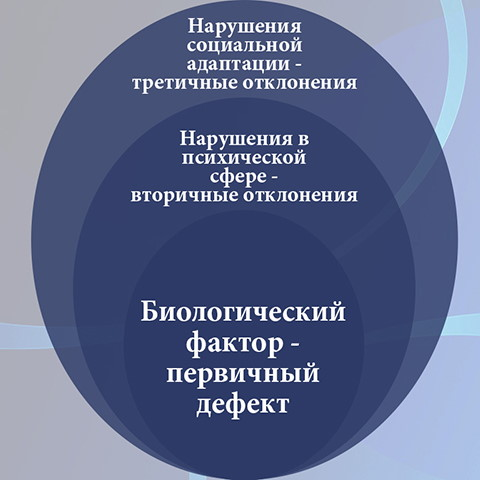 Нарушения
социальной
адаптации -
третичные отклонения
Нарушения в
психической
сфере -
вторичные отклонения
Биологический
фактор -
первичный
дефект